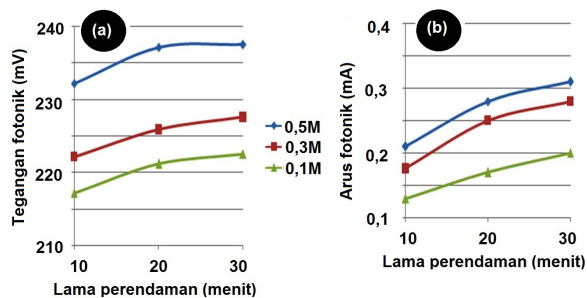 (a)
Tegangan fotonik (mV)
240
230
220
210
10 20 30
Lama perendaman (menit)
0,5M
0,3M
0,1M
(b)
Arus fotonik (mA)
0,4
0,3
0,2
0,1
10 20 30
Lama perendaman (menit)